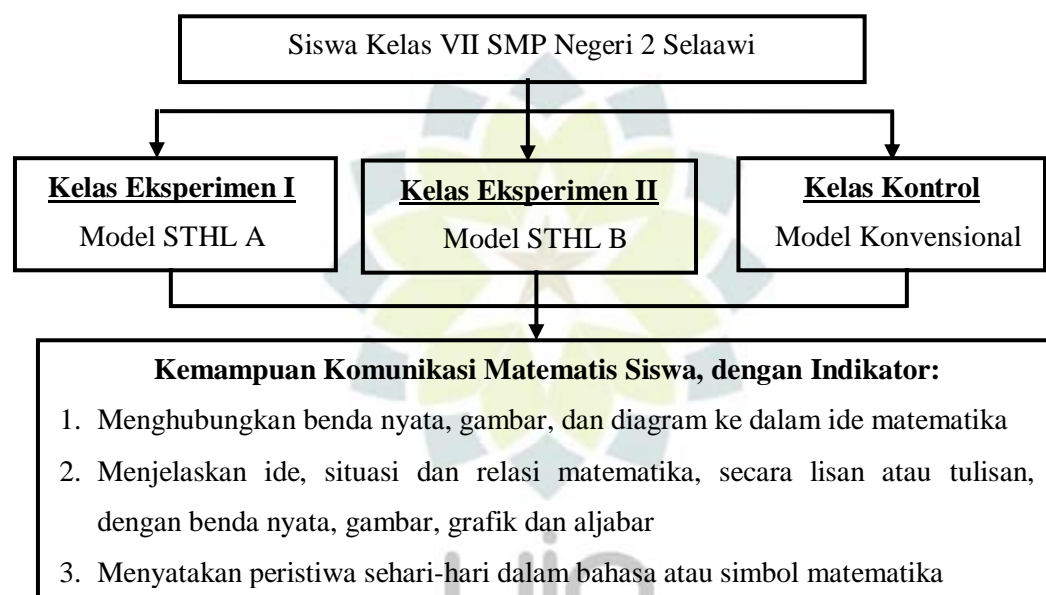 Siswa Kelas VII SMP Negeri 2 Selaawi
Kelas Eksperimen I
Model STHL A
Kelas Eksperimen II
Model STHL B
Kelas Kontrol
Model Konvensional
Kemampuan Komunikasi Matematis Siswa, dengan Indikator:
1. Menghubungkan benda nyata, gambar, dan diagram ke dalam ide matematika
2. Menjelaskan ide, situasi dan relasi matematika, secara lisan atau tulisan,
dengan benda nyata, gambar, grafik dan aljabar
3. Menyatakan peristiwa sehari-hari dalam bahasa atau simbol matematika